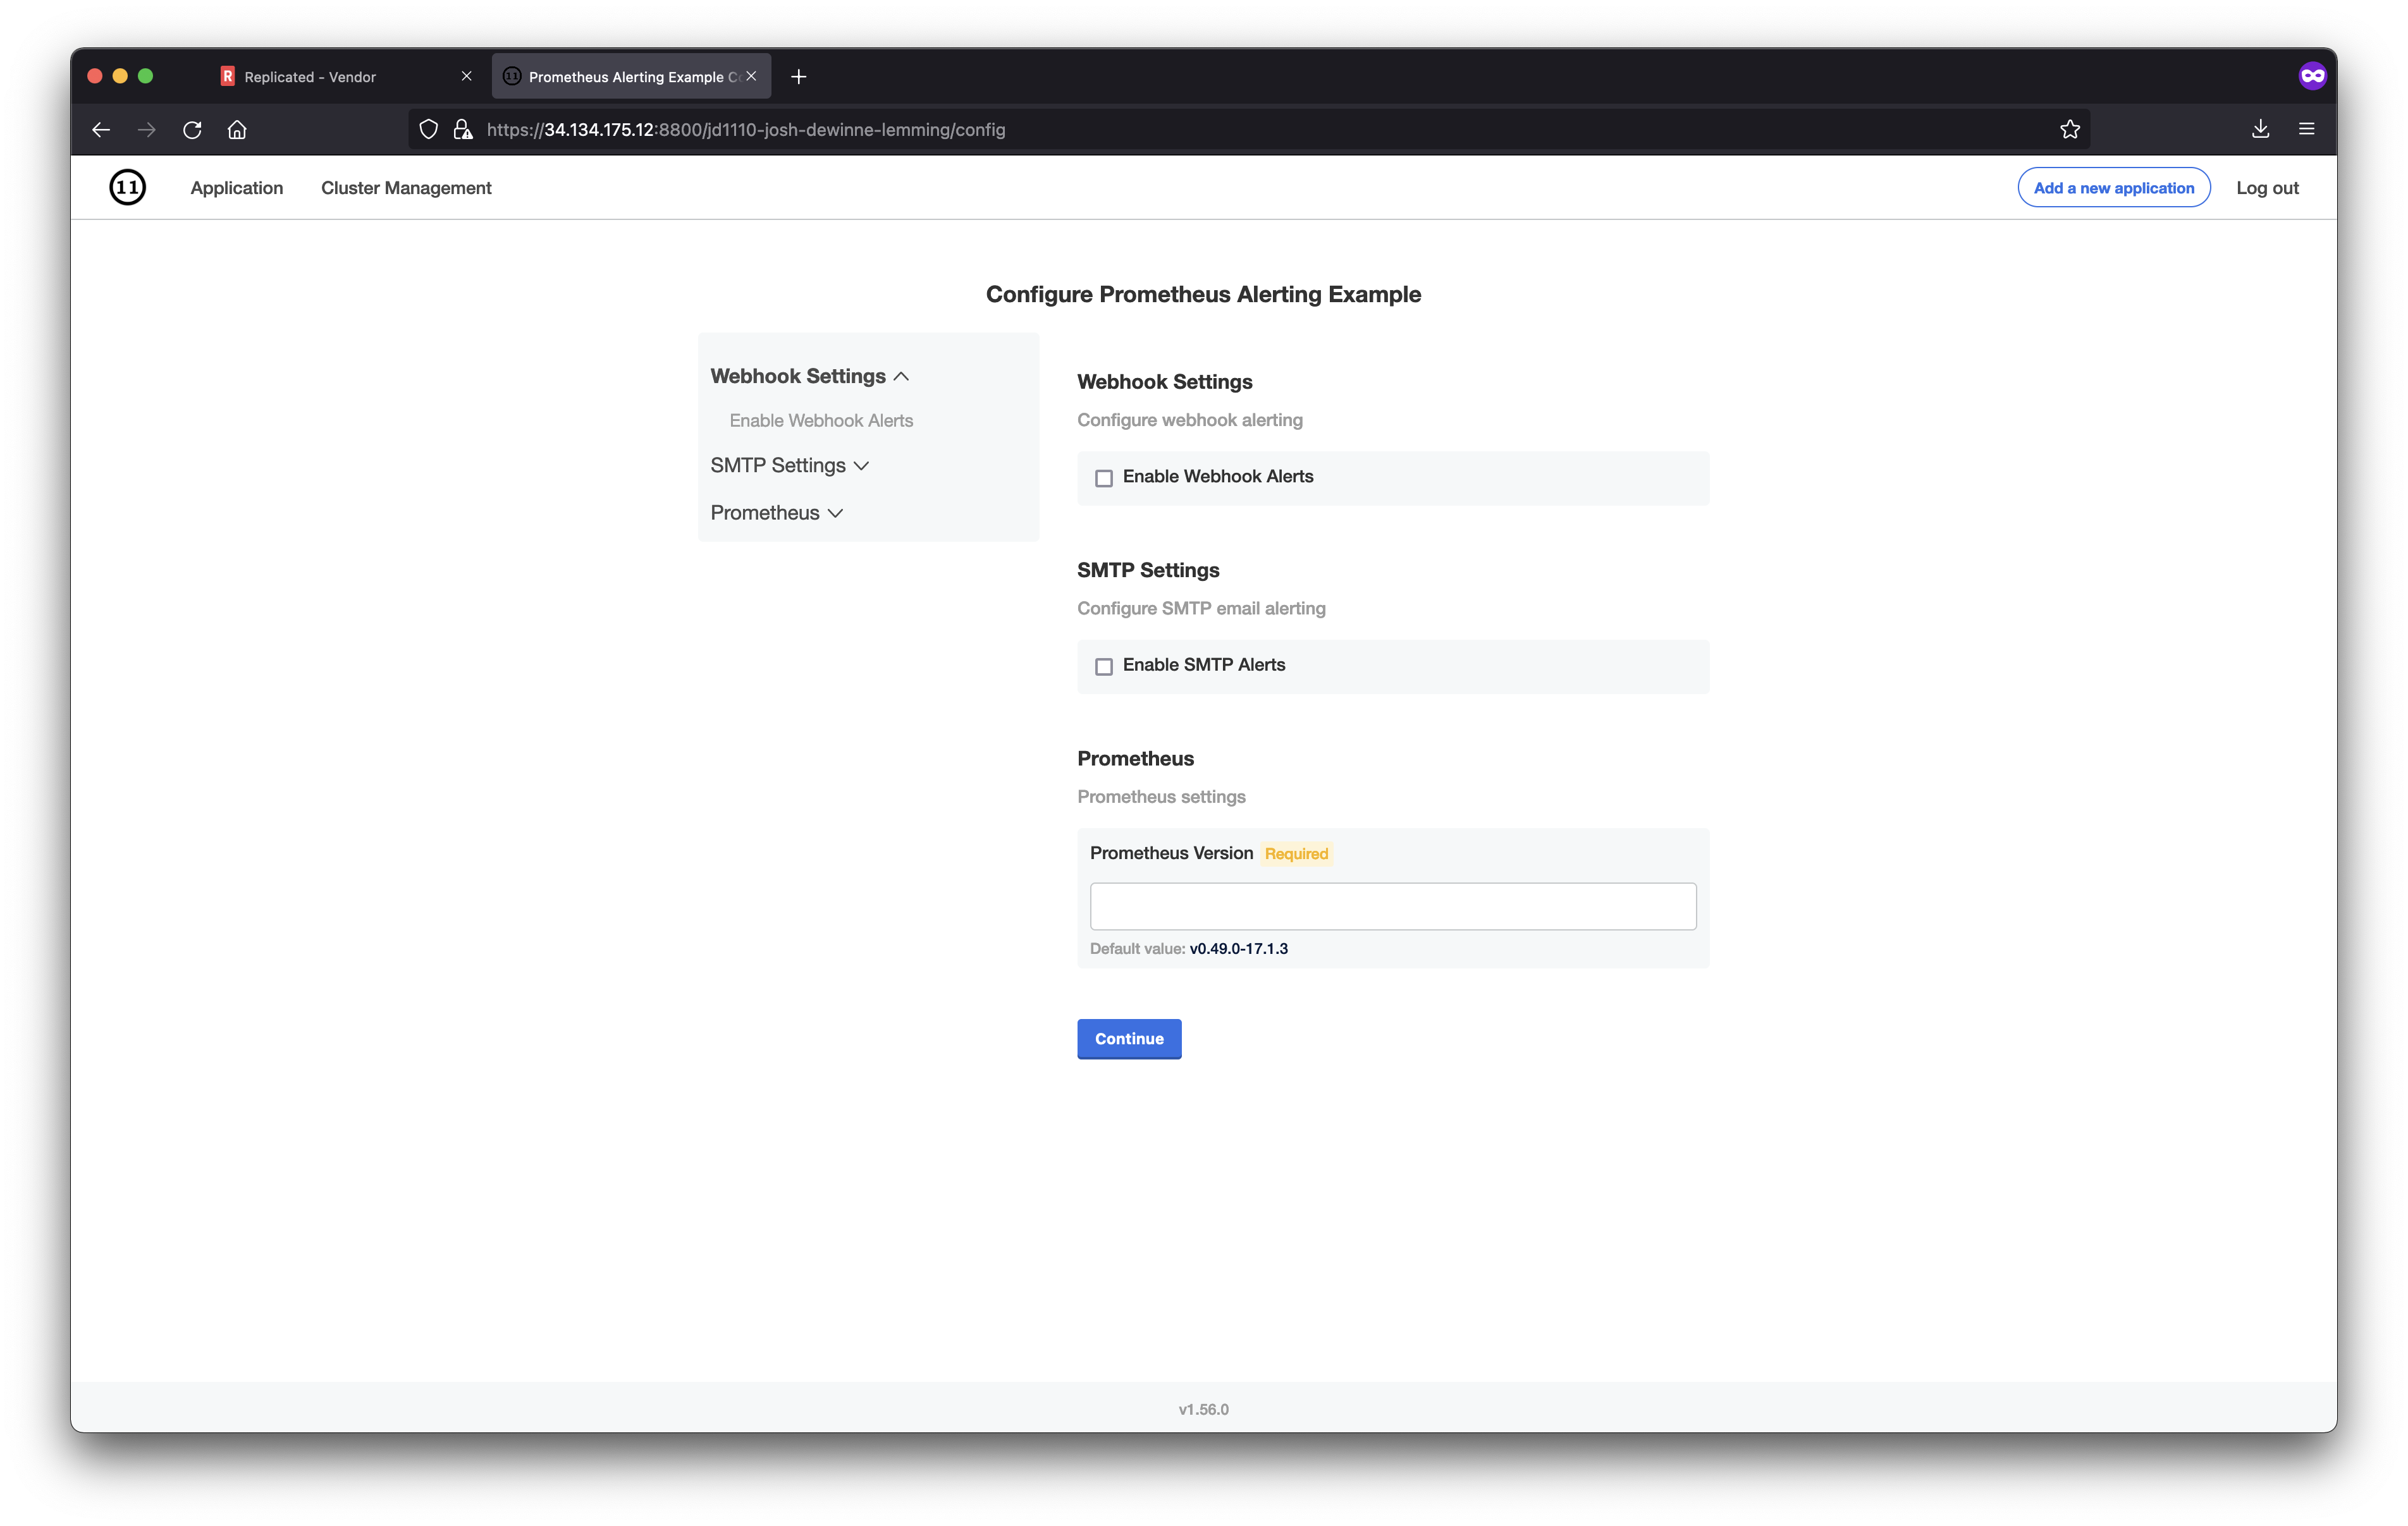 Replicated - Vendor
Prometheus Alerting Example C
https://34.134.175.12:8800/jd1110-josh-dewinne-lemming/config
11
Application
Cluster Management
Add a new application
Log out
Configure Prometheus Alerting Example
Webhook Settings
Enable Webhook Alerts
SMTP Settings
Prometheus
Webhook Settings
Configure webhook alerting
Enable Webhook Alerts
SMTP Settings
Configure SMTP email alerting
Enable SMTP Alerts
Prometheus
Prometheus settings
Prometheus Version Required
Default value: v0.49.0-17.1.3
Continue
v1.56.0